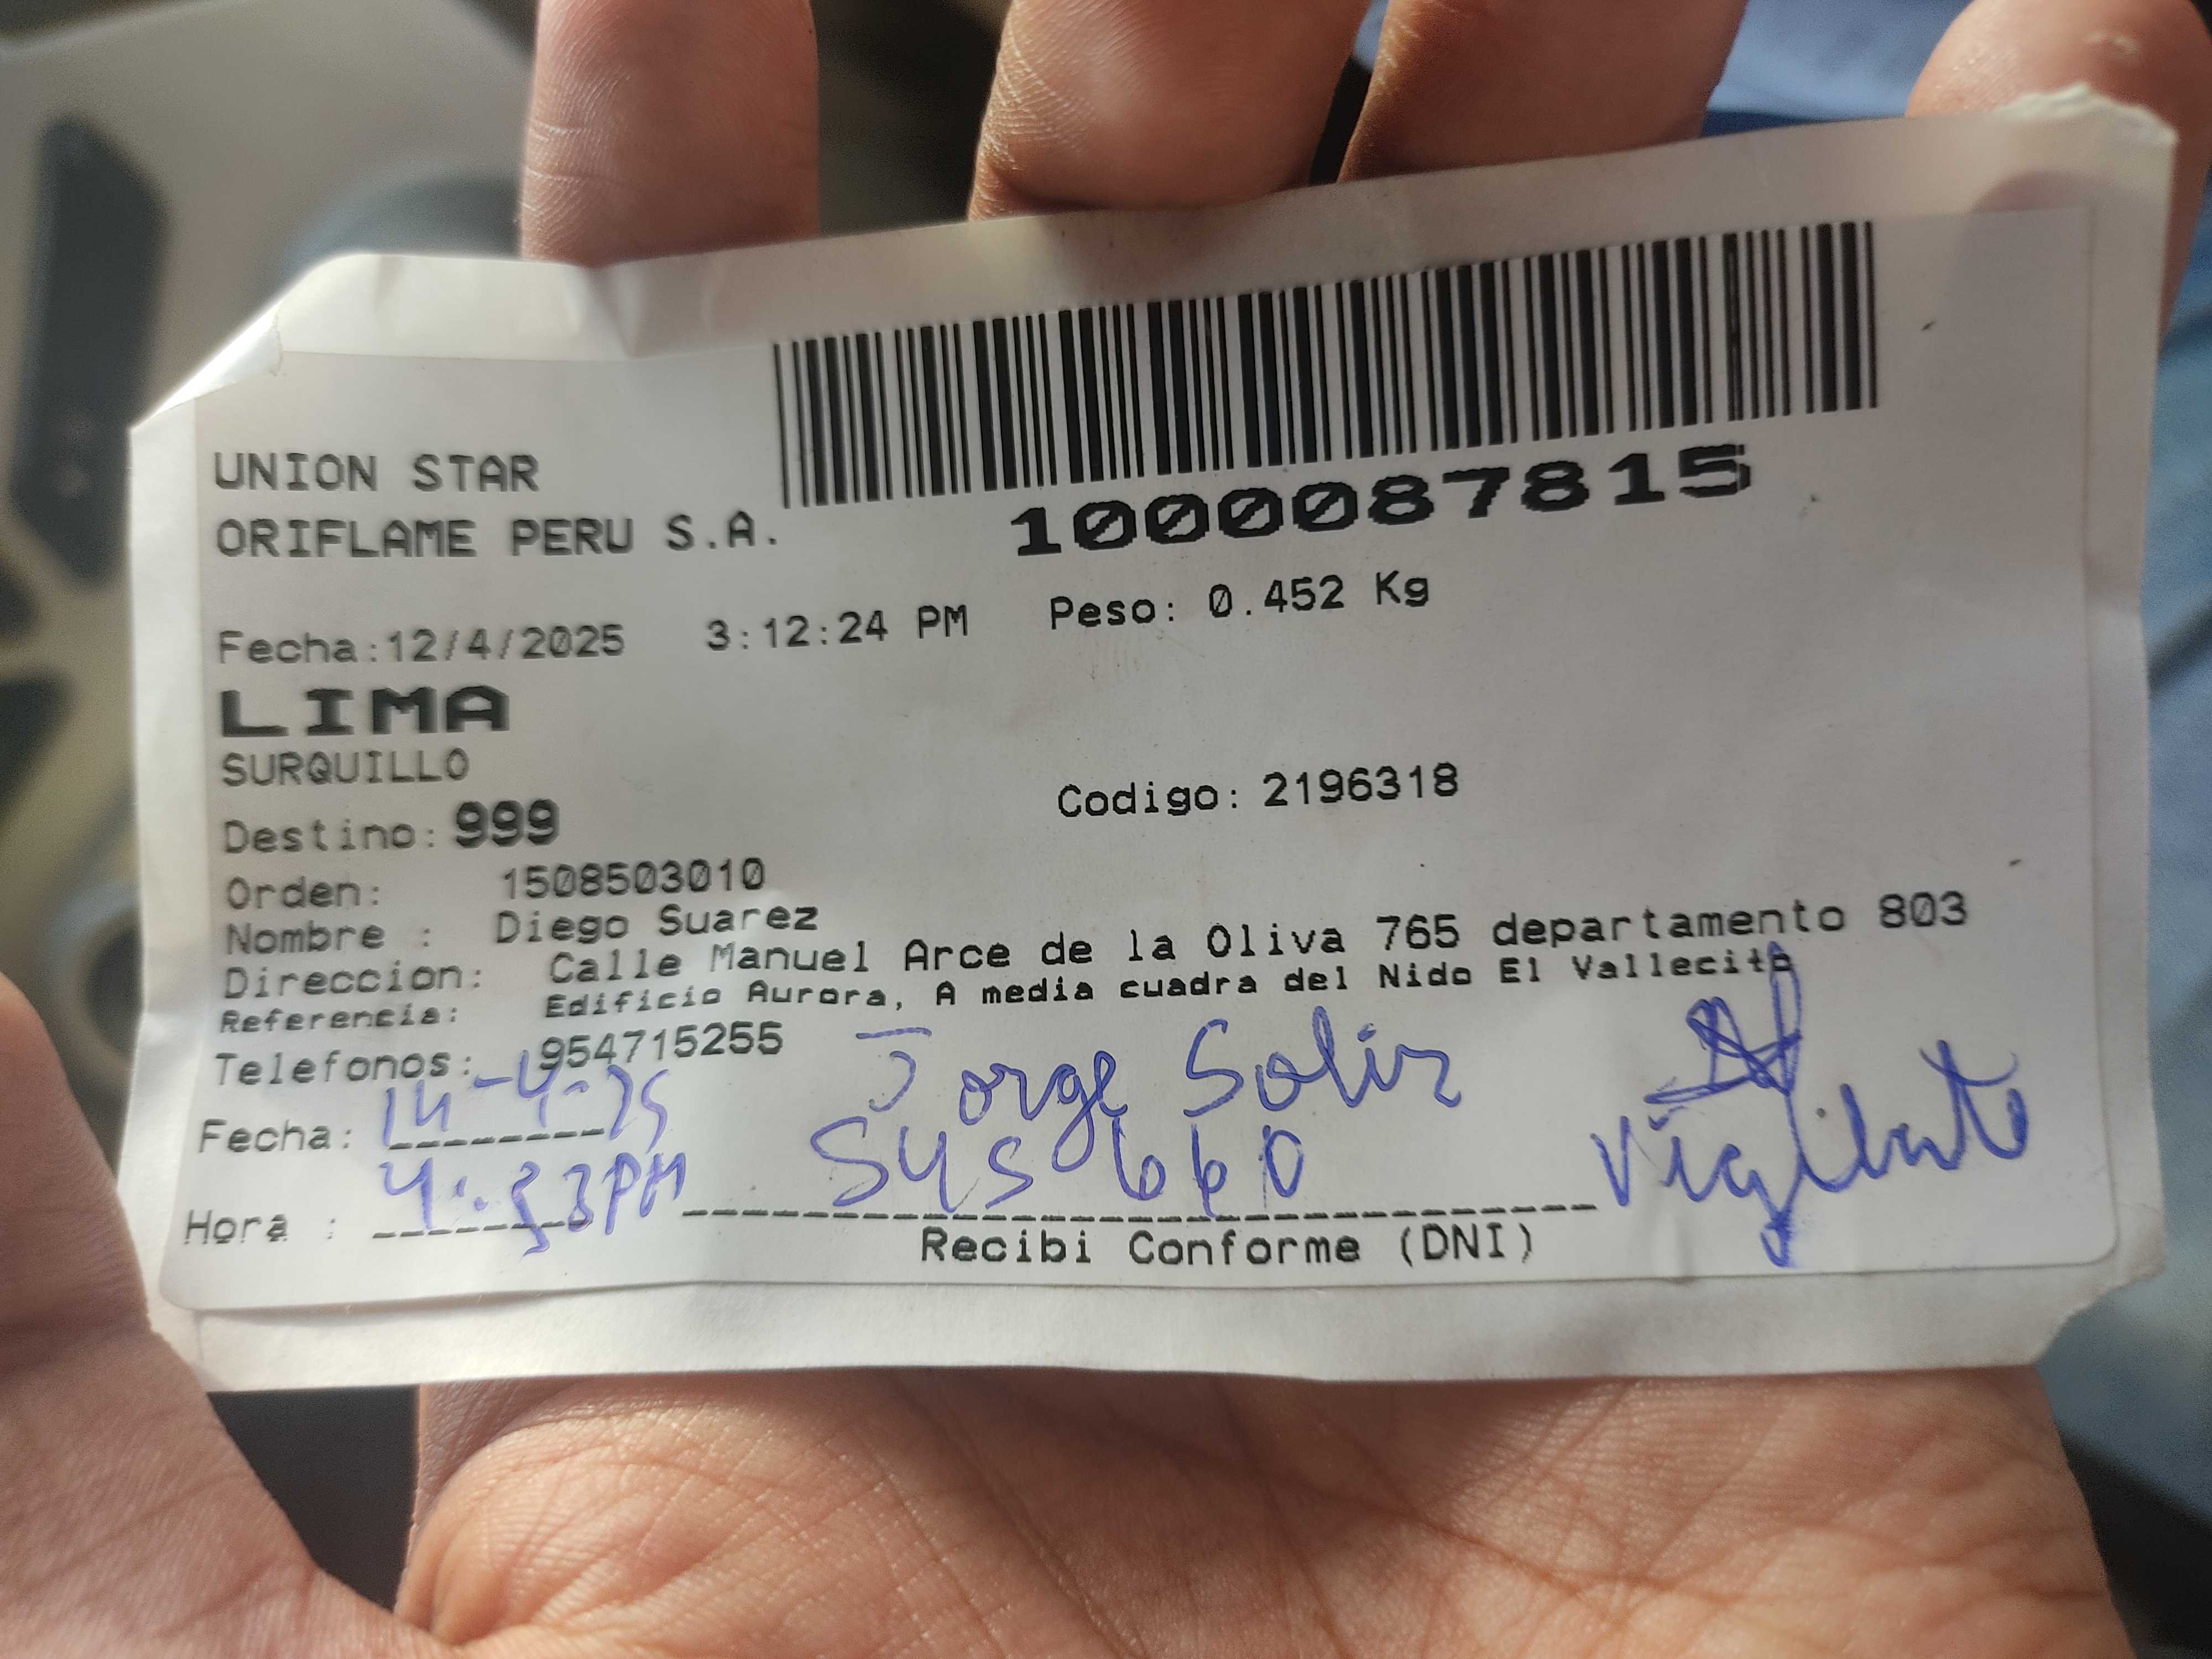 UNION STAR
ORIFLAME PERU S.A.
1000087815
Fecha:12/4/2025 3:12:24 PM Peso: 0.452 Kg
LIMA
SURQUILLO
Destino: 999 Codigo: 2196318
Orden: 1508503010
Nombre : Diego Suarez
Direccion: Calle Manuel Arce de la Oliva 765 departamento 803
Referencia: Edificio Aurora, A media cuadra del Nido El Vallecito
Telefonos: 954715255
Jorge Solis
Fecha: 14-4-25
Hora : 4:33PM
Vigilante
Recibi Conforme (DNI)